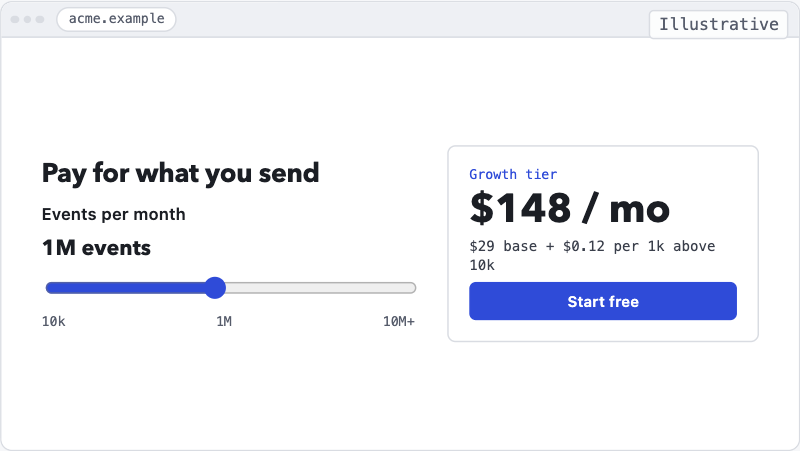 acme.example
Illustrative
Pay for what you send
Events per month
1M events
10k
1M
10M+
Growth tier
$148 / mo
$29 base + $0.12 per 1k above
10k
Start free